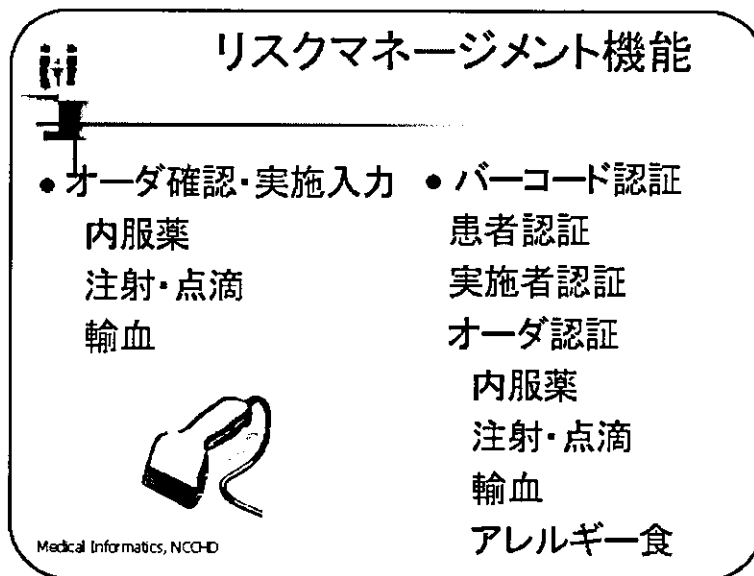 リスクマネージメント機能
●オーダ確認・実施入力
内服薬
注射・点滴
輸血
●バーコード認証
患者認証
実施者認証
オーダ認証
内服薬
注射・点滴
輸血
アレルギー食
Medical Informatics, NCCHD